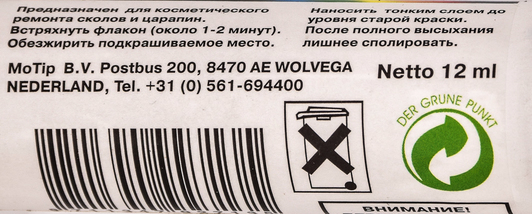 Предназначен для косметического
ремонта сколов и царапин.
Встряхнуть флакон (около 1-2 минут).
Обезжирить подкрашиваемое место.
Наносить тонким слоем до
уровня старой краски.
После полного высыхания
лишнее сполировать.
MoTip B.V. Postbus 200, 8470 AE WOLVEGA
NEDERLAND, Tel. +31 (0) 561-694400
Netto 12 ml
DER GRÜNE PUNKT
ВНИМАНИЕ!